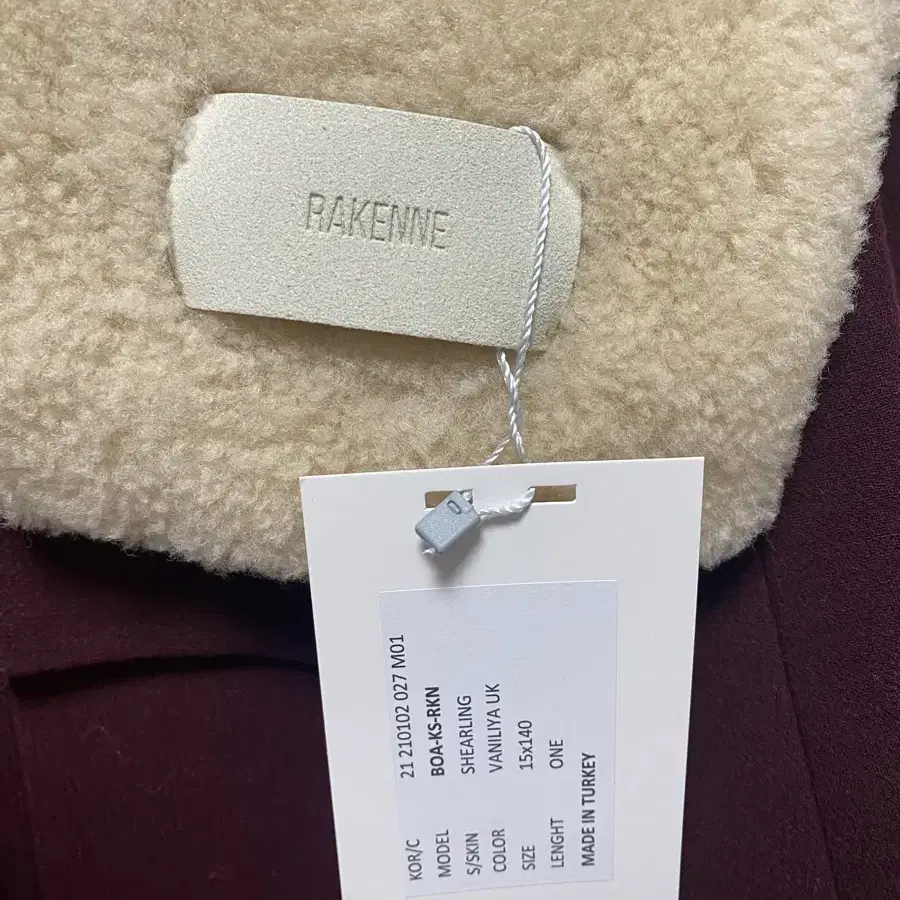 RAKENNE
KOR/C 21 210102 027 M01
MODEL BOA-KS-RKN
S/SKIN SHEARLING
COLOR VANILIYA UK
SIZE 15x140
LENGHT ONE
MADE IN TURKEY